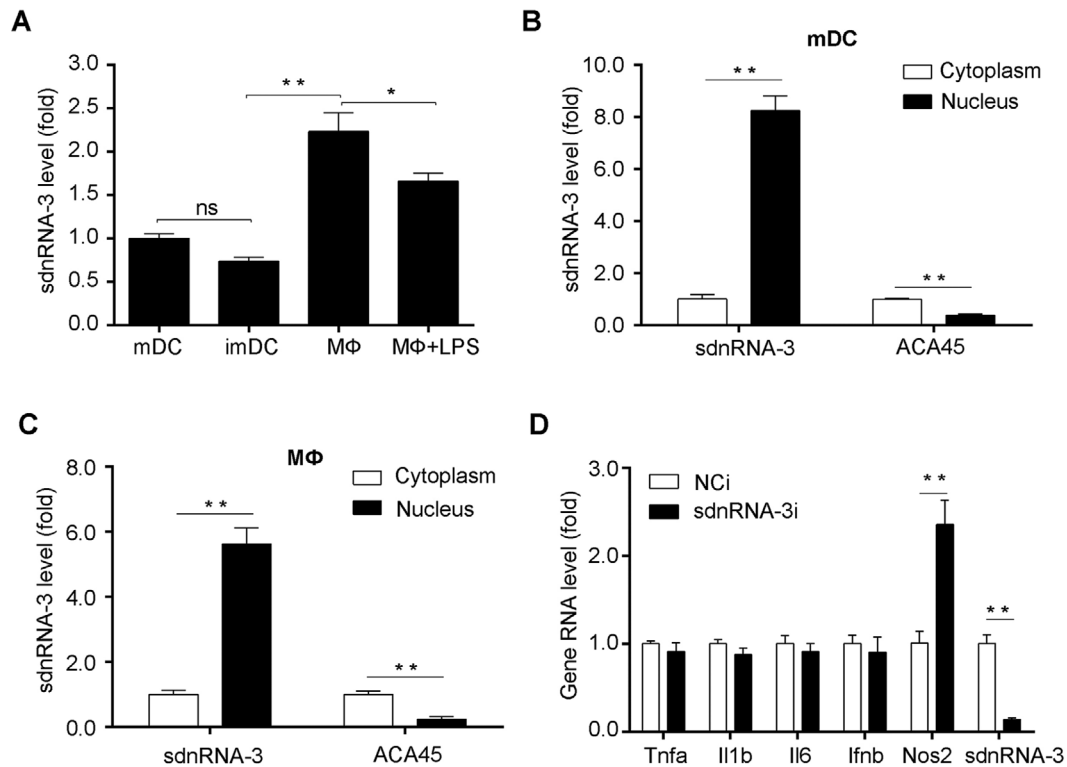 A
sdnRNA-3 level (fold)
3.0
2.5
2.0
1.5
1.0
0.5
0.0
ns
* *
*
mDC imDC MΦ MΦ+LPS
B
mDC
sdnRNA-3 level (fold)
10.0
8.0
6.0
4.0
2.0
0.0
Cytoplasm
Nucleus
* *
* *
sdnRNA-3 ACA45
C
MΦ
sdnRNA-3 level (fold)
8.0
6.0
4.0
2.0
0.0
Cytoplasm
Nucleus
* *
* *
sdnRNA-3 ACA45
D
Gene RNA level (fold)
3.0
2.0
1.0
0.0
NCi
sdnRNA-3i
* *
* *
Tnfa Il1b Il6 Ifnb Nos2 sdnRNA-3